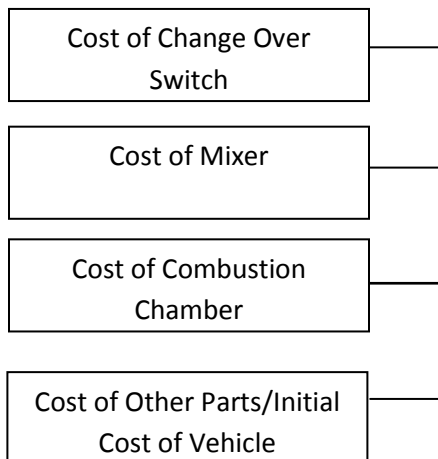 Cost of Change Over
Switch
Cost of Mixer
Cost of Combustion
Chamber
Cost of Other Parts/Initial
Cost of Vehicle